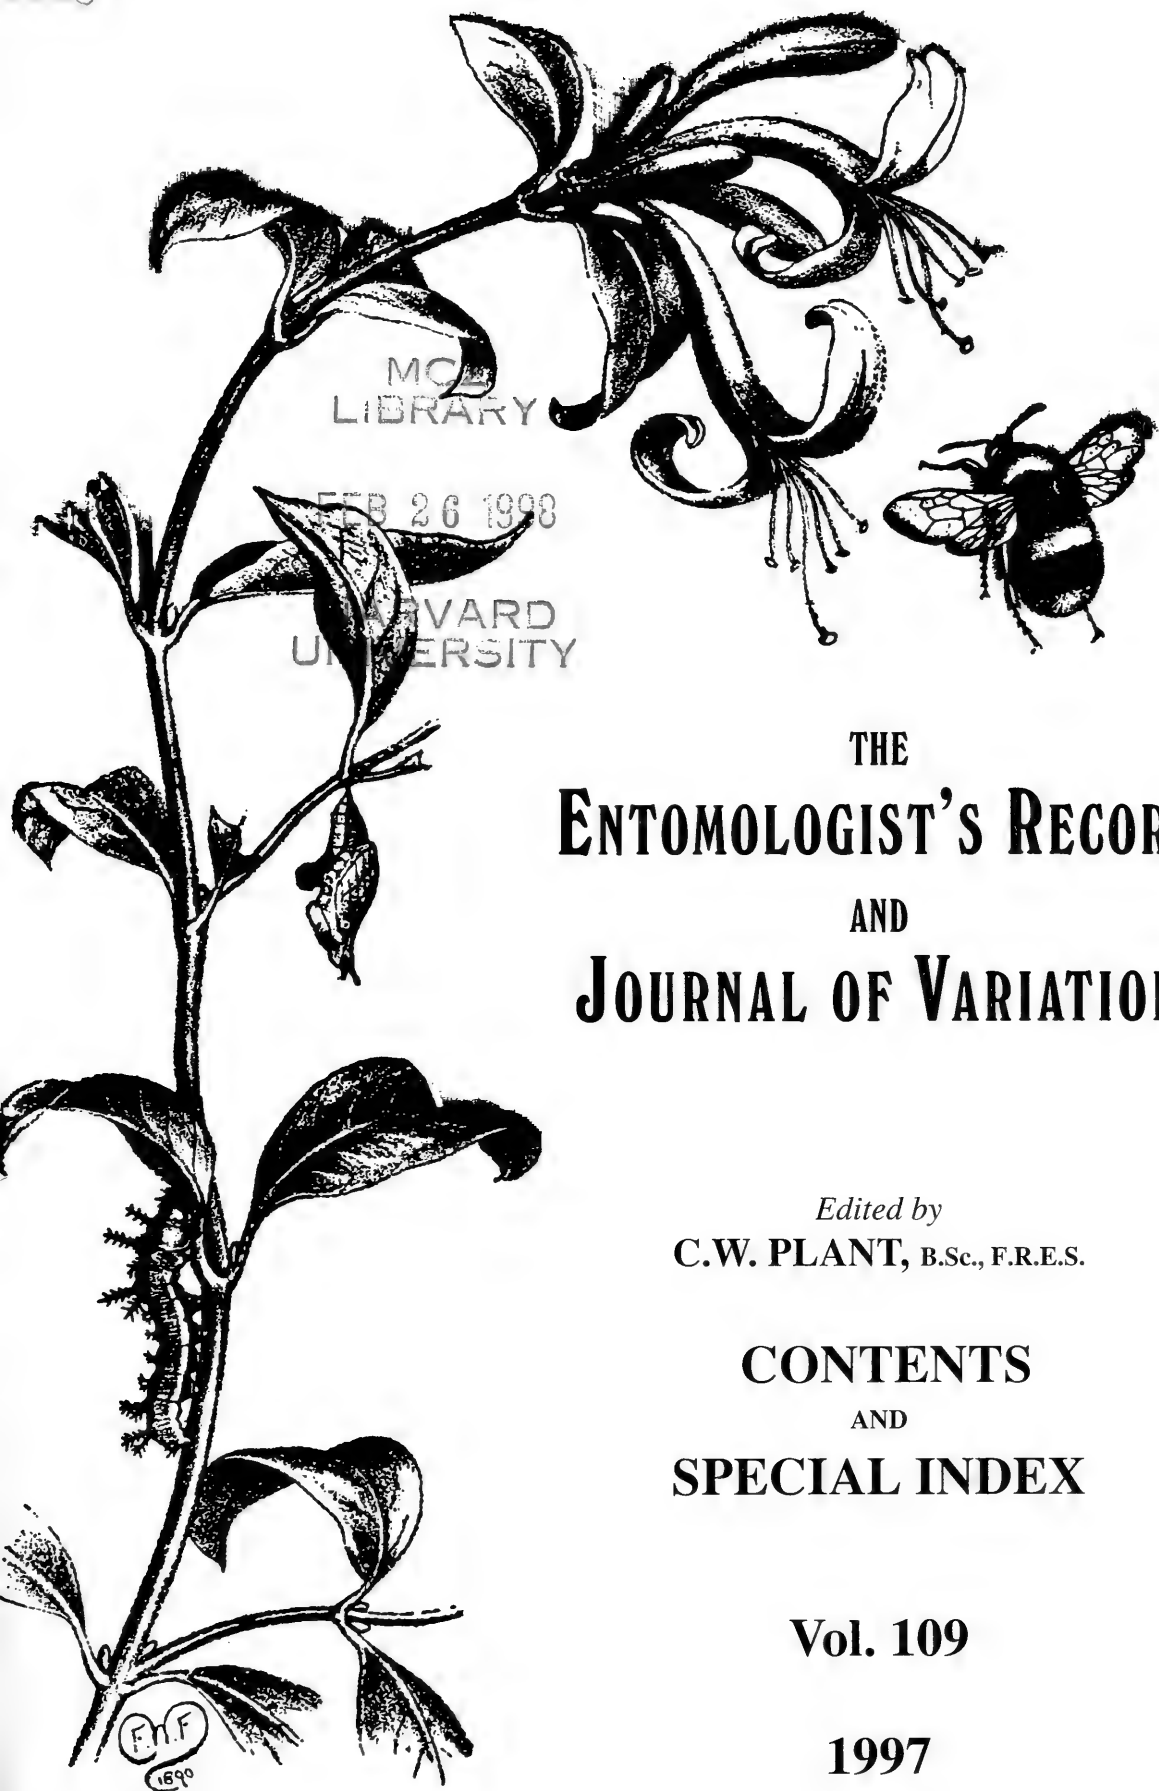 MCZ
LIBRARY
FEB 26 1998
HARVARD
UNIVERSITY
THE
ENTOMOLOGIST'S RECOR
AND
JOURNAL OF VARIATION
Edited by
C.W. PLANT, B.Sc., F.R.E.S.
CONTENTS
AND
SPECIAL INDEX
Vol. 109
1997
F.N.F
1890